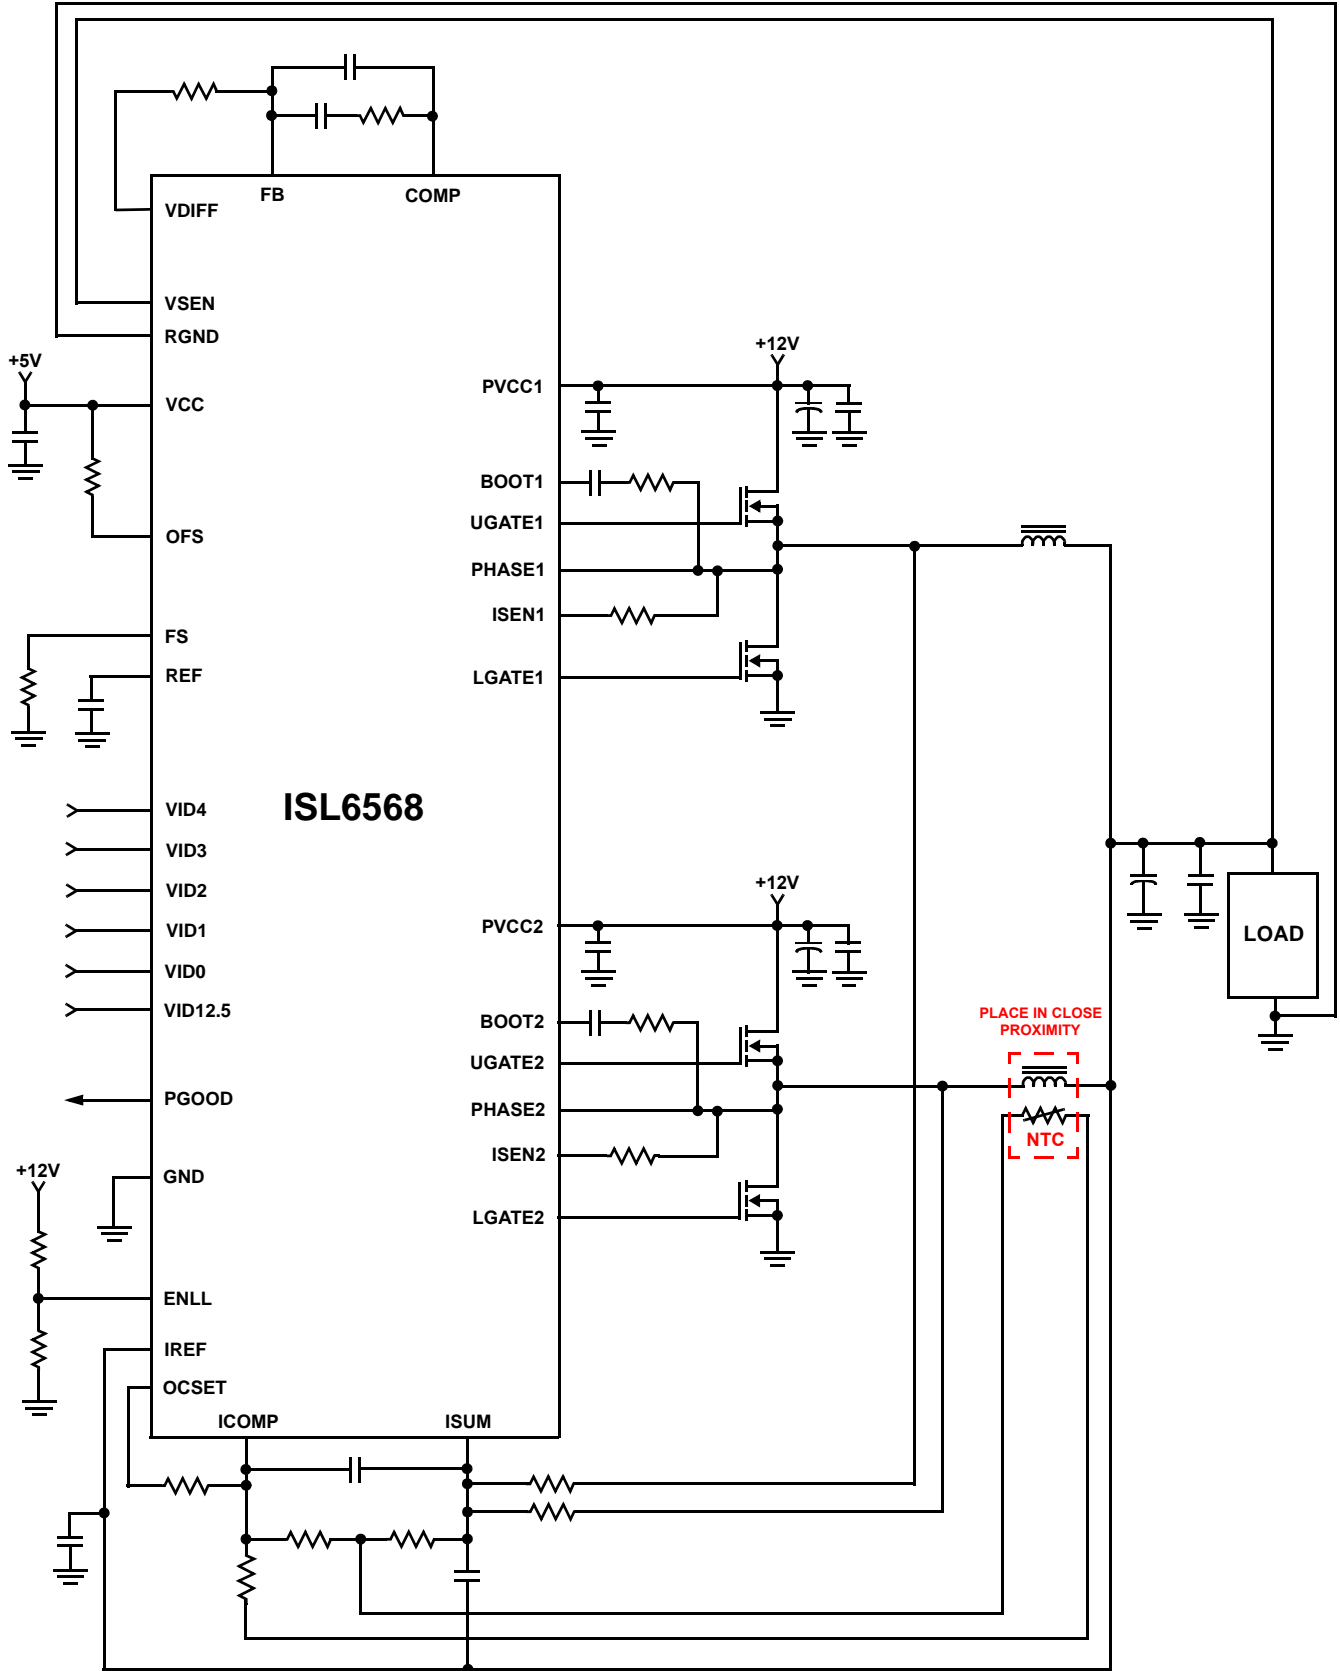 FB
COMP
VDIFF
VSEN
RGND
+5V
VCC
OFS
FS
REF
ISL6568
VID4
VID3
VID2
VID1
VID0
VID12.5
PGOOD
GND
+12V
ENLL
IREF
OCSET
ICOMP
ISUM
+12V
PVCC1
BOOT1
UGATE1
PHASE1
ISEN1
LGATE1
+12V
PVCC2
BOOT2
UGATE2
PHASE2
ISEN2
LGATE2
LOAD
PLACE IN CLOSE
PROXIMITY
NTC